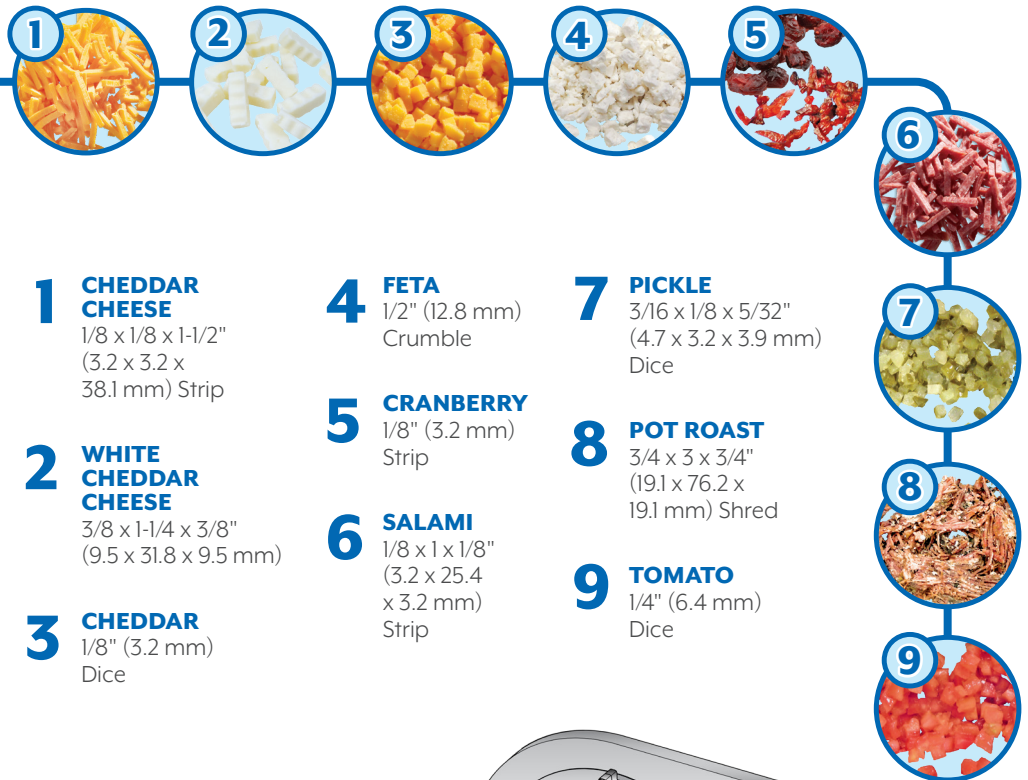 1
2
3
4
5
6
7
8
9
1
CHEDDAR
CHEESE
1/8 x 1/8 x 1-1/2"
(3.2 x 3.2 x
38.1 mm) Strip
2
WHITE
CHEDDAR
CHEESE
3/8 x 1-1/4 x 3/8"
(9.5 x 31.8 x 9.5 mm)
3
CHEDDAR
1/8" (3.2 mm)
Dice
4
FETA
1/2" (12.8 mm)
Crumble
5
CRANBERRY
1/8" (3.2 mm)
Strip
6
SALAMI
1/8 x 1 x 1/8"
(3.2 x 25.4
x 3.2 mm)
Strip
7
PICKLE
3/16 x 1/8 x 5/32"
(4.7 x 3.2 x 3.9 mm)
Dice
8
POT ROAST
3/4 x 3 x 3/4"
(19.1 x 76.2 x
19.1 mm) Shred
9
TOMATO
1/4" (6.4 mm)
Dice